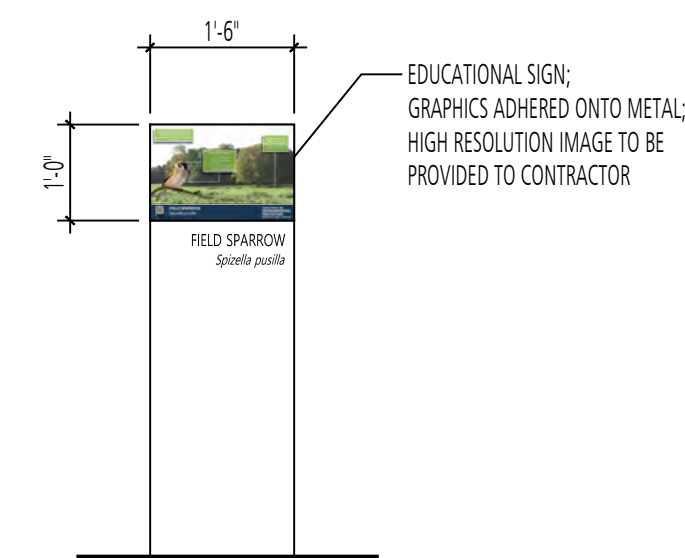 1'-6"
EDUCATIONAL SIGN;
GRAPHICS ADHERED ONTO METAL;
HIGH RESOLUTION IMAGE TO BE
PROVIDED TO CONTRACTOR
1'-0"
FIELD SPARROW
Spizella pusilla